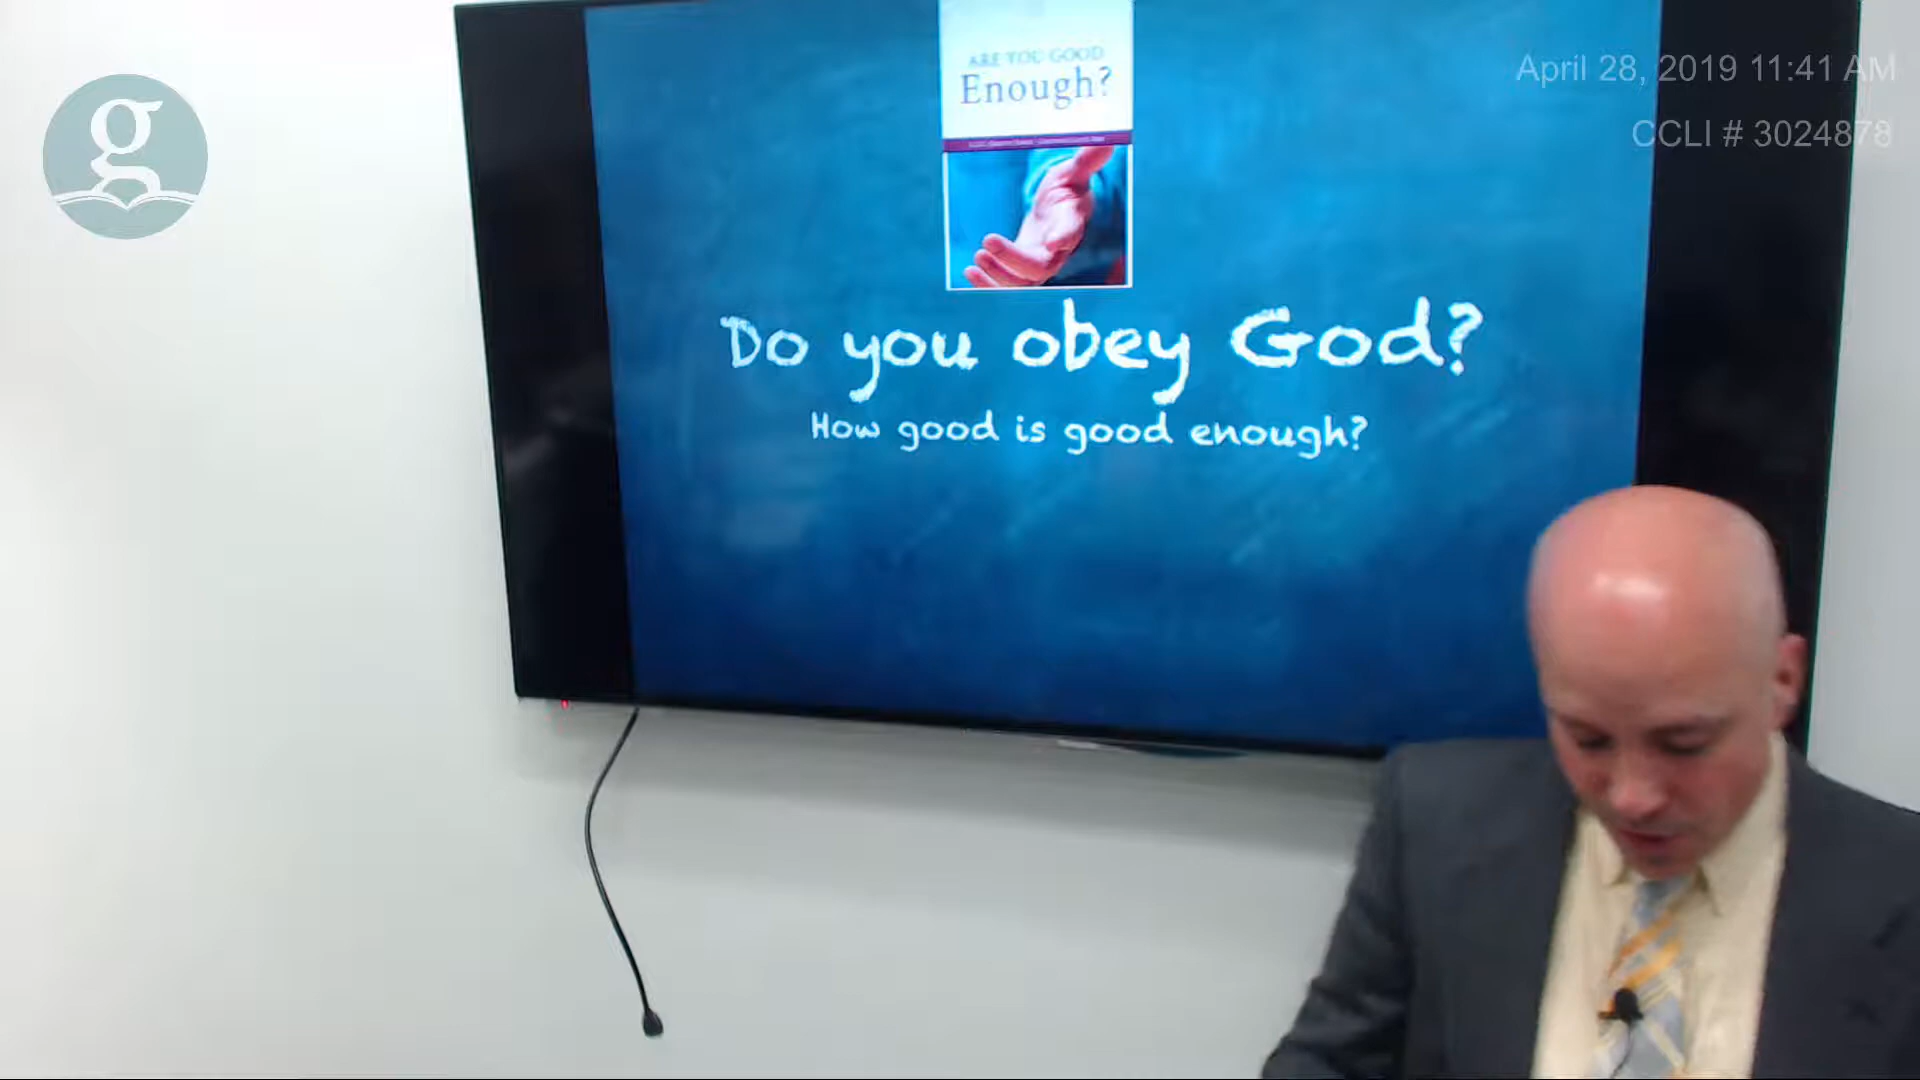 g
April 28, 2019 11:41 AM
CCLI # 3024878
ARE YOU GOOD
Enough?
Do you obey God?
How good is good enough?